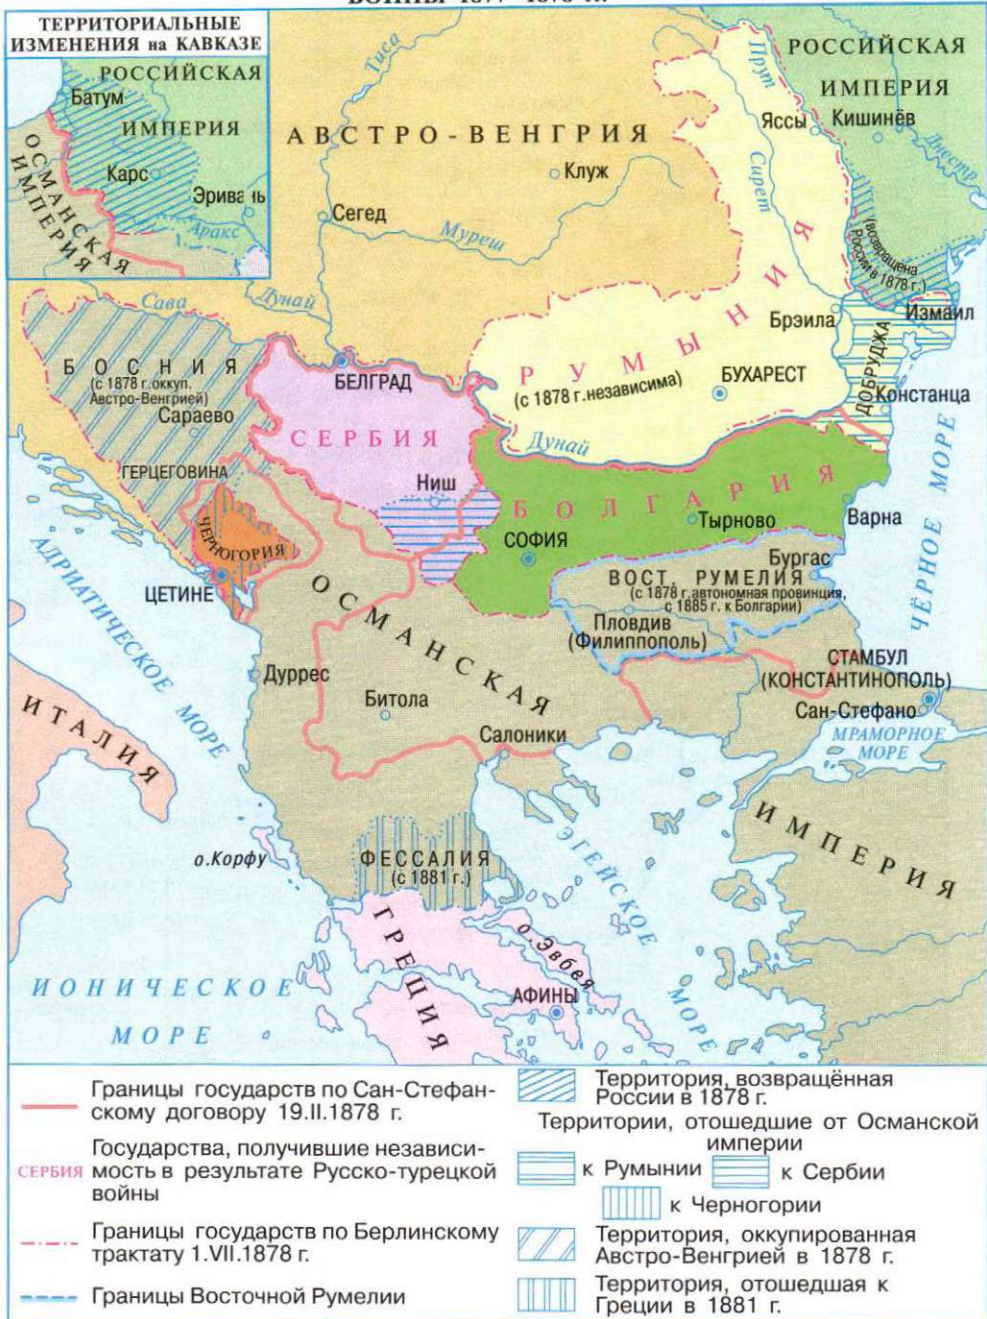 ВОЙНЫ 1877–1878 гг.
ТЕРРИТОРИАЛЬНЫЕ
ИЗМЕНЕНИЯ на КАВКАЗЕ
РОССИЙСКАЯ
ИМПЕРИЯ
Батум
Карс
Эривань
Аракс
ОСМАНСКАЯ
ИМПЕРИЯ
Тиса
Прут
РОССИЙСКАЯ
ИМПЕРИЯ
Яссы
Кишинёв
Днестр
АВСТРО-ВЕНГРИЯ
Клуж
Сирет
Сегед
Муреш
(возвращена
России в 1878 г.)
Сава
Дунай
Измаил
Брэила
БОСНИЯ
(с 1878 г.оккуп.
Австро-Венгрией)
Сараево
БЕЛГРАД
РУМЫНИЯ
(с 1878 г.независима)
БУХАРЕСТ
ДОБРУДЖА
Констанца
СЕРБИЯ
Дунай
ГЕРЦЕГОВИНА
Ниш
БОЛГАРИЯ
ЧЕРНОГОРИЯ
Тырново
Варна
СОФИЯ
ЧЁРНОЕ МОРЕ
АДРИАТИЧЕСКОЕ МОРЕ
ЦЕТИНЕ
Бургас
ВОСТ. РУМЕЛИЯ
(с 1878 г.автономная провинция,
с 1885 г. к Болгарии)
Пловдив
(Филиппополь)
ОСМАНСКАЯ
СТАМБУЛ
(КОНСТАНТИНОПОЛЬ)
Дуррес
Битола
Сан-Стефано
ИТАЛИЯ
Салоники
МРАМОРНОЕ
МОРЕ
ИМПЕРИЯ
о.Корфу
ФЕССАЛИЯ
(с 1881 г.)
ЭГЕЙСКОЕ
МОРЕ
ГРЕЦИЯ
о.Эвбея
АФИНЫ
ИОНИЧЕСКОЕ
МОРЕ
Границы государств по Сан-Стефан-
скому договору 19.II.1878 г.
СЕРБИЯ
Государства, получившие независи-
мость в результате Русско-турецкой
войны
Границы государств по Берлинскому
трактату 1.VII.1878 г.
Границы Восточной Румелии
Территория, возвращённая
России в 1878 г.
Территории, отошедшие от Османской
империи
к Румынии
к Сербии
к Черногории
Территория, оккупированная
Австро-Венгрией в 1878 г.
Территория, отошедшая к
Греции в 1881 г.